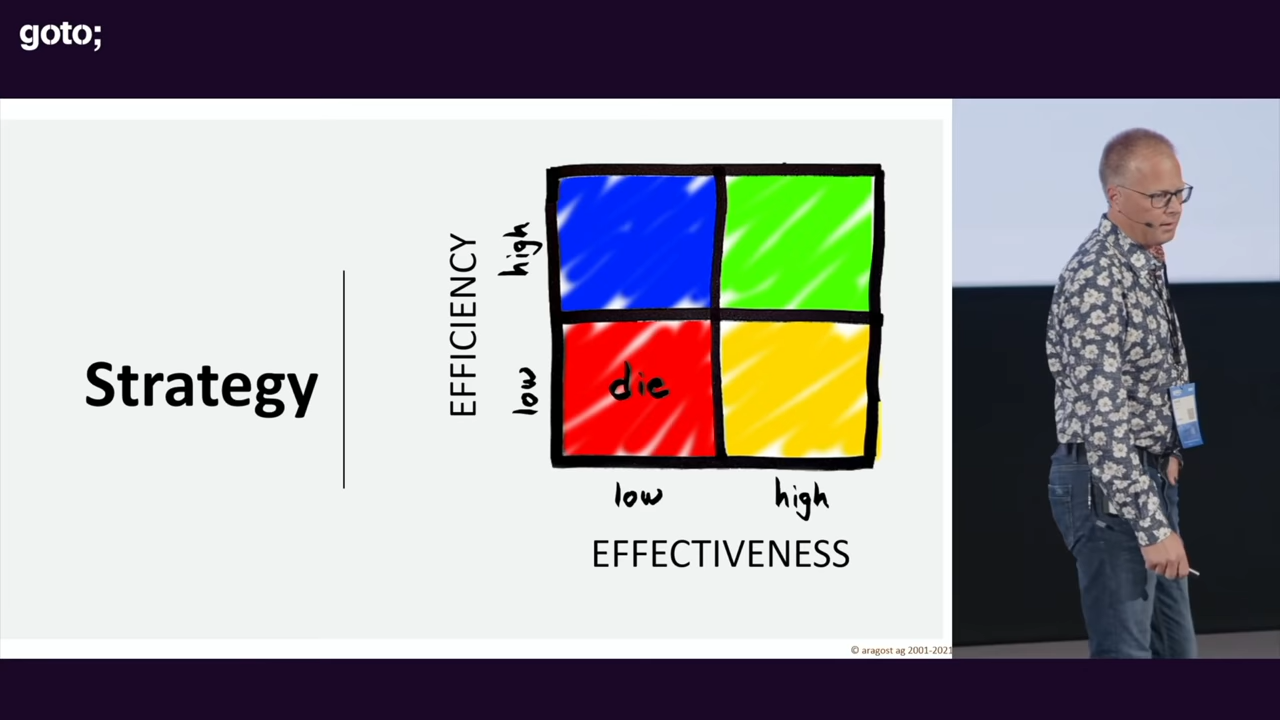 goto;
Strategy
EFFICIENCY
high
low
die
low
high
EFFECTIVENESS
© aragost ag 2001-2021